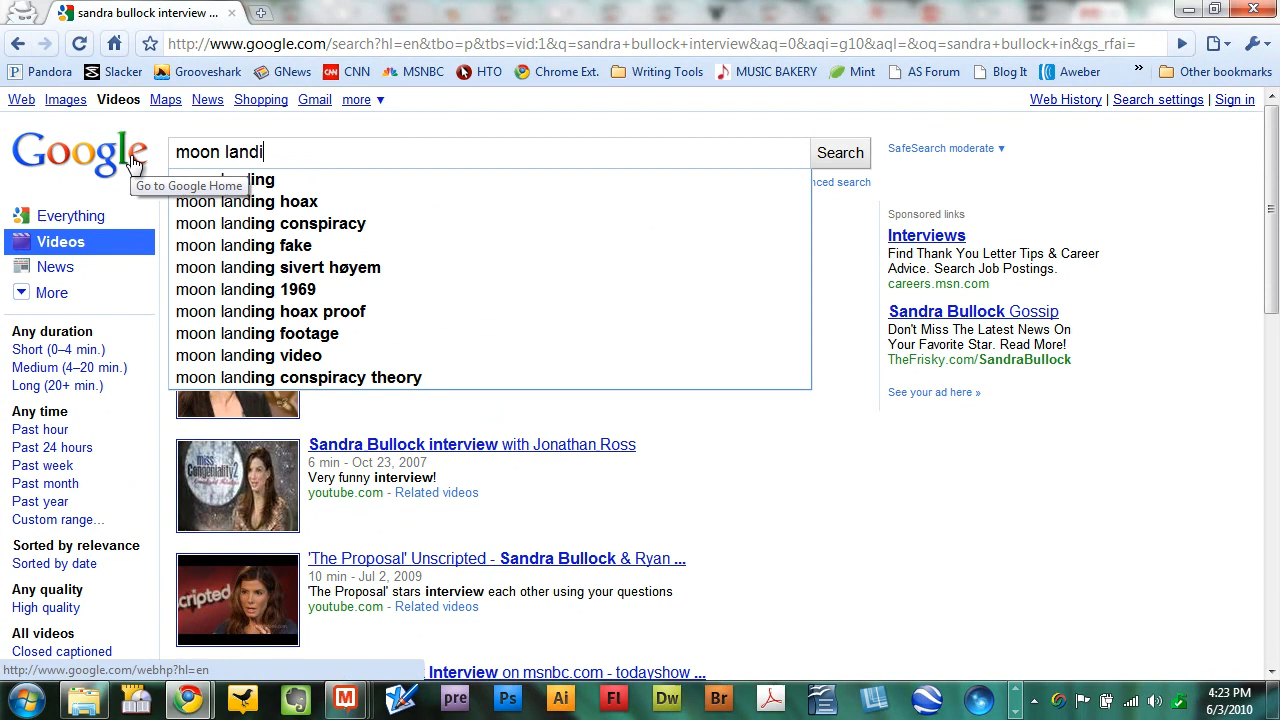 sandra bullock interview ...
http://www.google.com/search?hl=en&tbo=p&tbs=vid:1&q=sandra+bullock+interview&aq=0&aqi=g10&aql=&oq=sandra+bullock+in&gs_rfai=
Pandora Slacker Grooveshark GNews CNN MSNBC HTO Chrome Ext. Writing Tools MUSIC BAKERY Mint AS Forum Blog It Aweber » Other bookmarks
Web Images Videos Maps News Shopping Gmail more ▼ Web History | Search settings | Sign in
Google moon landi Search SafeSearch moderate ▼
Go to Google Home
ing
moon landing hoax
moon landing conspiracy
moon landing fake
moon landing sivert høyem
moon landing 1969
moon landing hoax proof
moon landing footage
moon landing video
moon landing conspiracy theory
search
Everything
Videos
News
More
Any duration
Short (0–4 min.)
Medium (4–20 min.)
Long (20+ min.)
Any time
Past hour
Past 24 hours
Past week
Past month
Past year
Custom range...
Sorted by relevance
Sorted by date
Any quality
High quality
All videos
Closed captioned
Sandra Bullock interview with Jonathan Ross
6 min - Oct 23, 2007
Very funny interview!
youtube.com - Related videos
miss congeniality 2
'The Proposal' Unscripted - Sandra Bullock & Ryan ...
10 min - Jul 2, 2009
'The Proposal' stars interview each other using your questions
youtube.com - Related videos
scripted
Interview on msnbc.com - todayshow ...
Sponsored links
Interviews
Find Thank You Letter Tips & Career
Advice. Search Job Postings.
careers.msn.com
Sandra Bullock Gossip
Don't Miss The Latest News On
Your Favorite Star. Read More!
TheFrisky.com/SandraBullock
See your ad here »
http://www.google.com/webhp?hl=en
M pre Ps Ai Fl Dw Br
4:23 PM
6/3/2010